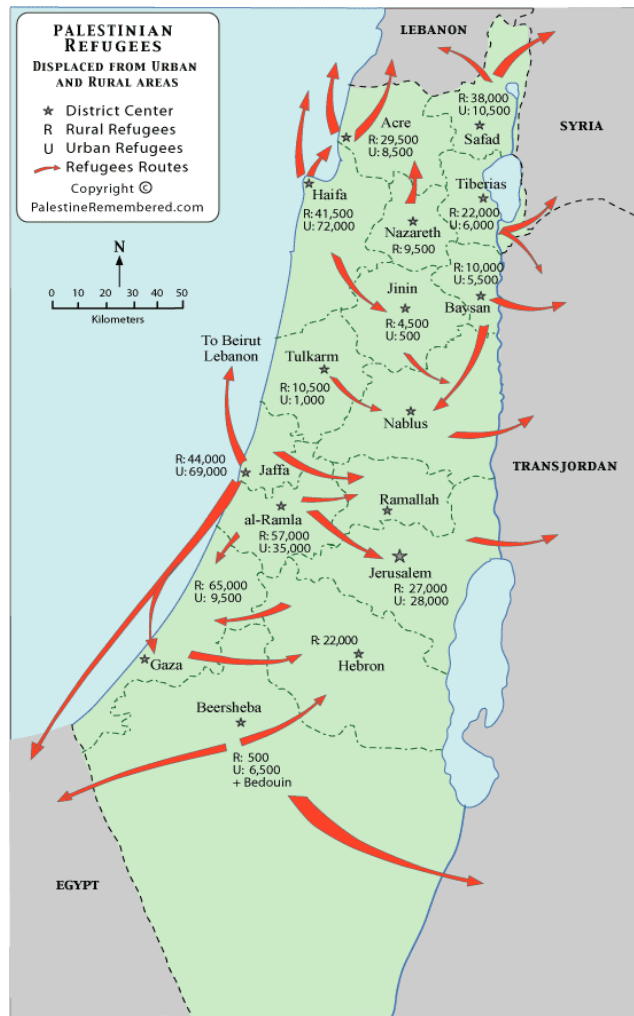 PALESTINIAN
REFUGEES
DISPLACED FROM URBAN
AND RURAL AREAS
District Center
R Rural Refugees
U Urban Refugees
Refugees Routes
Copyright ©
PalestineRemembered.com
N
0 10 20 30 40 50
Kilometers
LEBANON
SYRIA
R: 38,000
U: 10,500
Safad
Acre
R: 29,500
U: 8,500
Haifa
R: 41,500
U: 72,000
Tiberias
R: 22,000
U: 6,000
Nazareth
R: 9,500
R: 10,000
U: 5,500
Baysan
Jinin
R: 4,500
U: 500
To Beirut
Lebanon
Tulkarm
R: 10,500
U: 1,000
Nablus
TRANSJORDAN
R: 44,000
U: 69,000
Jaffa
Ramallah
al-Ramla
R: 57,000
U: 35,000
Jerusalem
R: 27,000
U: 28,000
R: 65,000
U: 9,500
R: 22,000
Hebron
Gaza
Beersheba
R: 500
U: 6,500
+ Bedouin
EGYPT